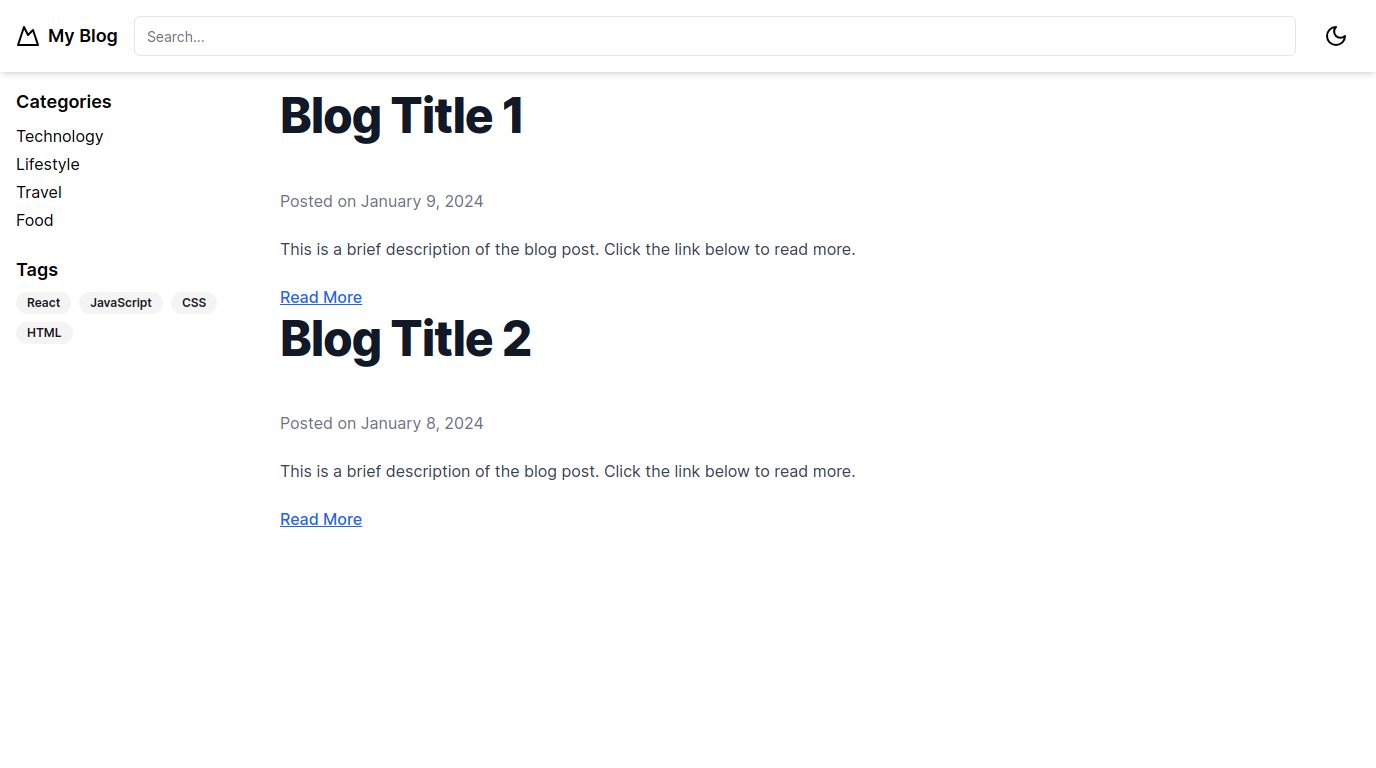 My Blog
Search...
Categories
Technology
Lifestyle
Travel
Food
Tags
React JavaScript CSS
HTML
Blog Title 1
Posted on January 9, 2024
This is a brief description of the blog post. Click the link below to read more.
Read More
Blog Title 2
Posted on January 8, 2024
This is a brief description of the blog post. Click the link below to read more.
Read More